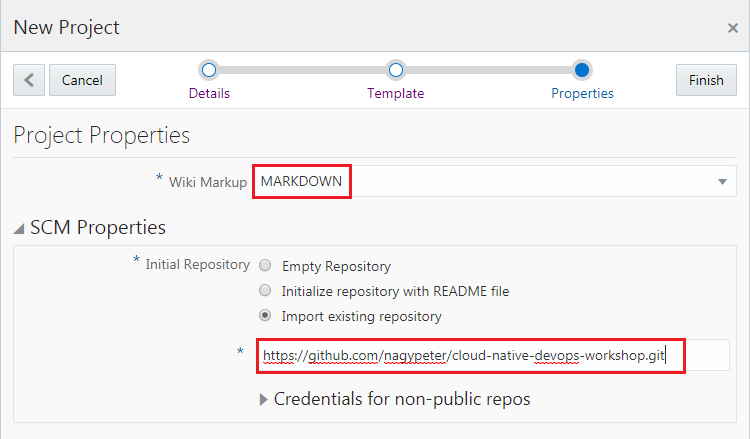 New Project
×
Cancel
Finish
Details
Template
Properties
Project Properties
* Wiki Markup MARKDOWN
SCM Properties
* Initial Repository Empty Repository
Initialize repository with README file
Import existing repository
* https://github.com/nagypeter/cloud-native-devops-workshop.git
Credentials for non-public repos